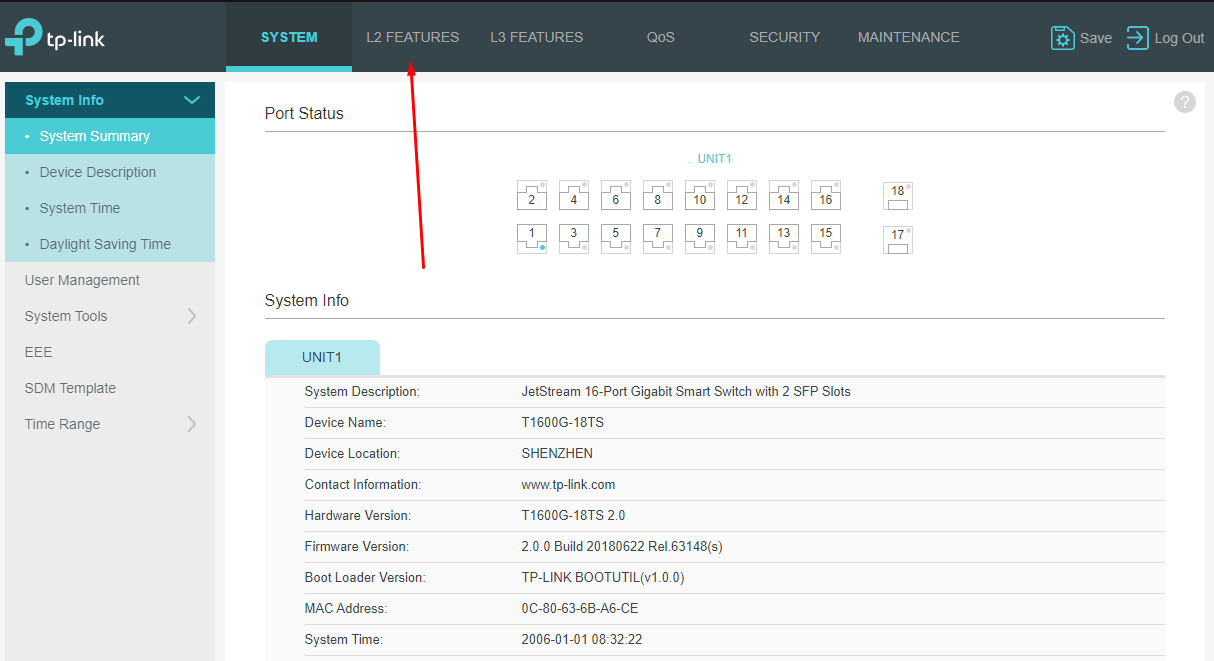 tp-link
SYSTEM L2 FEATURES L3 FEATURES QoS SECURITY MAINTENANCE Save Log Out
System Info
• System Summary
• Device Description
• System Time
• Daylight Saving Time
User Management
System Tools
EEE
SDM Template
Time Range
?
Port Status
UNIT1
2 4 6 8 10 12 14 16 18
1 3 5 7 9 11 13 15 17
System Info
UNIT1
System Description: JetStream 16-Port Gigabit Smart Switch with 2 SFP Slots
Device Name: T1600G-18TS
Device Location: SHENZHEN
Contact Information: www.tp-link.com
Hardware Version: T1600G-18TS 2.0
Firmware Version: 2.0.0 Build 20180622 Rel.63148(s)
Boot Loader Version: TP-LINK BOOTUTIL(v1.0.0)
MAC Address: 0C-80-63-6B-A6-CE
System Time: 2006-01-01 08:32:22